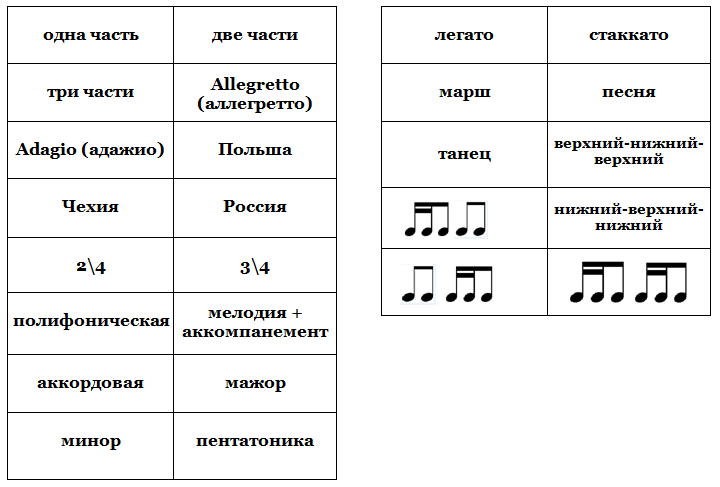 одна часть
две части
три части
Allegretto
(аллегретто)
Adagio (адажио)
Польша
Чехия
Россия
2\4
3\4
полифоническая
мелодия +
аккомпанемент
аккордовая
мажор
минор
пентатоника
легато
стаккато
марш
песня
танец
верхний-нижний-
верхний
нижний-верхний-
нижний